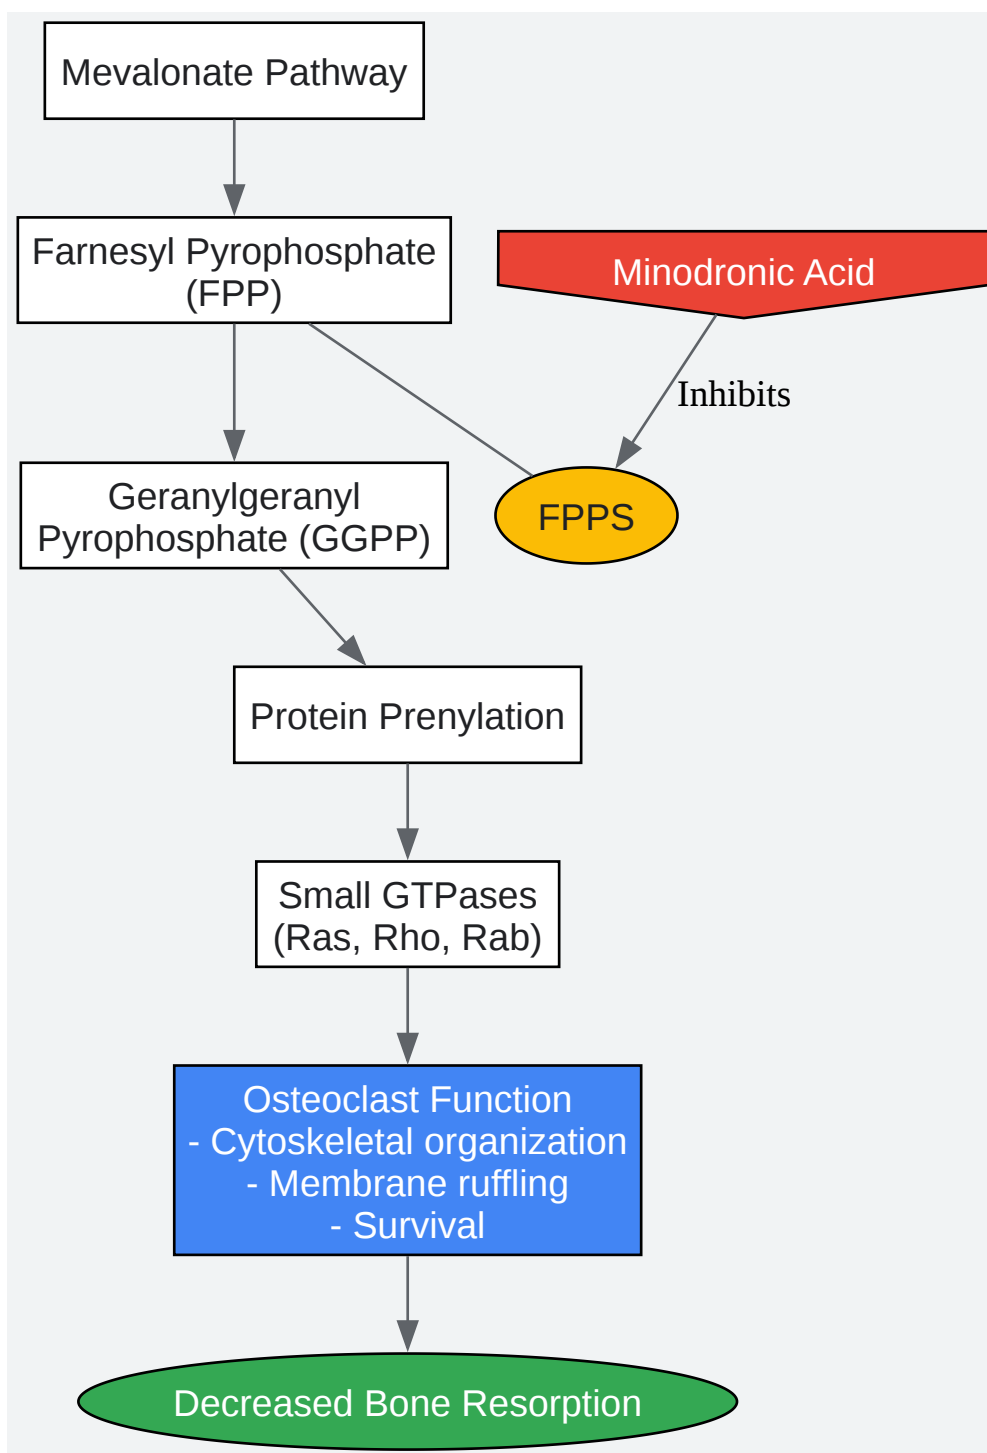 Mevalonate Pathway
Farnesyl Pyrophosphate
(FPP)
Minodronic Acid
Inhibits
Geranylgeranyl
Pyrophosphate (GGPP)
FPPS
Protein Prenylation
Small GTPases
(Ras, Rho, Rab)
Osteoclast Function
- Cytoskeletal organization
- Membrane ruffling
- Survival
Decreased Bone Resorption